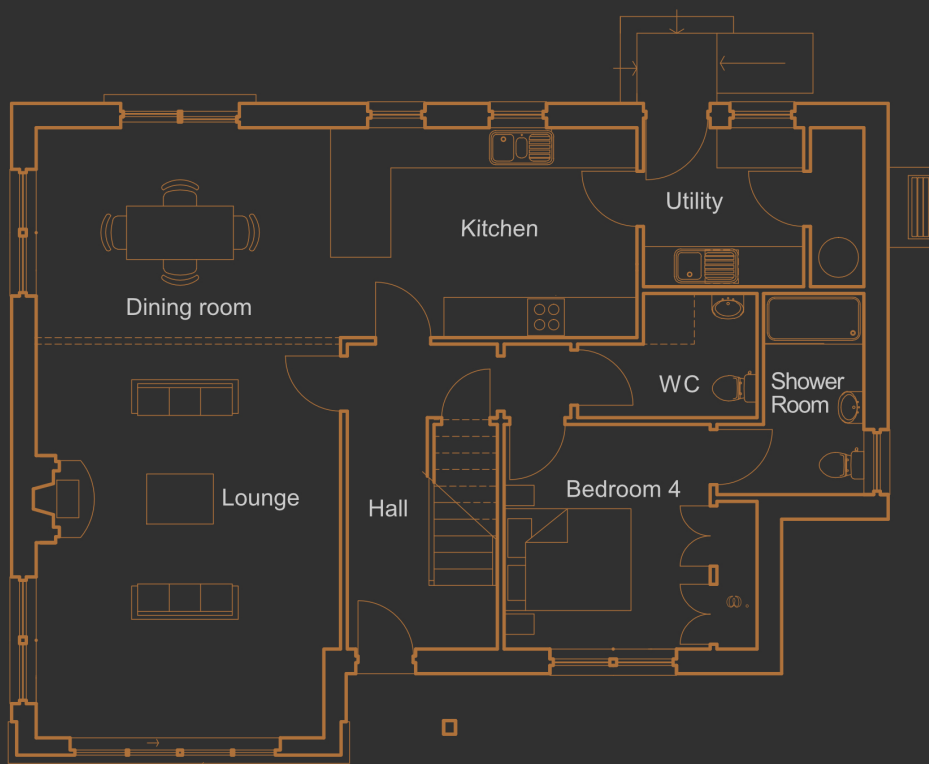 Utility
Kitchen
Dining room
WC
Shower
Room
Lounge
Bedroom 4
Hall